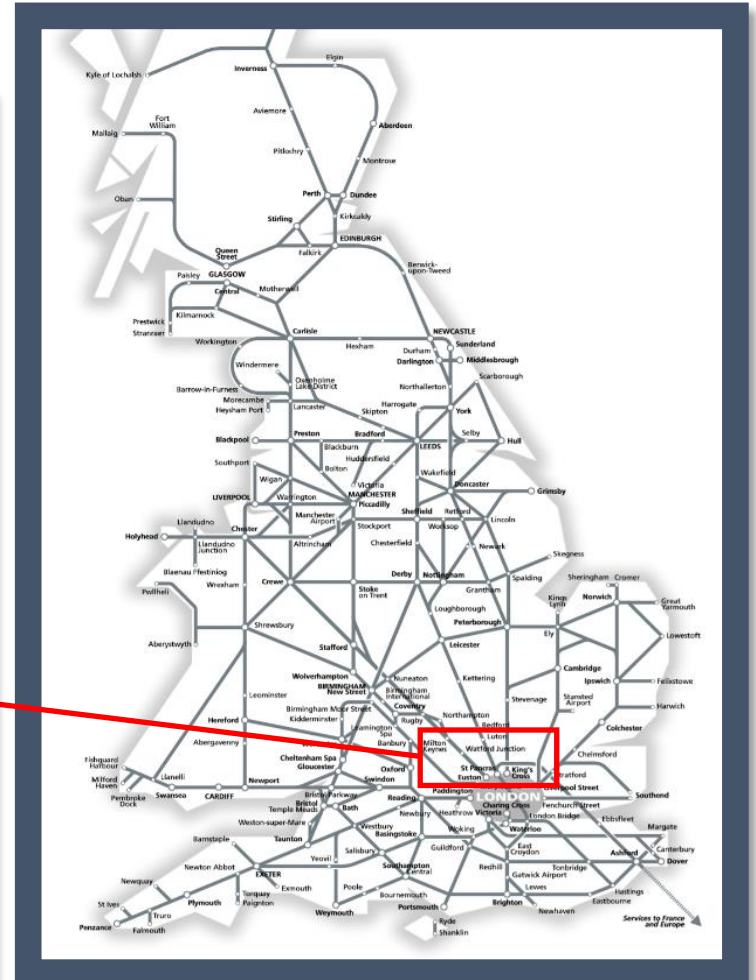 Elgin
Inverness
Kyle of Lochalsh
Aviemore
Fort
William
Aberdeen
Mallaig
Pitlochry
Montrose
Perth
Dundee
Oban
Stirling
Kirkcaldy
EDINBURGH
Falkirk
Queen
Street
Berwick-
upon-Tweed
Paisley
GLASGOW
Central
Motherwell
Kilmarnock
Prestwick
Stranraer
Carlisle
NEWCASTLE
Workington
Hexham
Sunderland
Durham
Darlington
Middlesbrough
Windermere
Scarborough
Oxenholme
Lake District
Barrow-in-Furness
Northallerton
Morecambe
Heysham Port
Lancaster
Harrogate
Skipton
York
Blackpool
Preston
Bradford
Selby
Hull
Blackburn
LEEDS
Huddersfield
Southport
Bolton
Wakefield
Wigan
Victoria
Doncaster
LIVERPOOL
Warrington
MANCHESTER
Piccadilly
Grimsby
Llandudno
Manchester
Airport
Sheffield
Retford
Lincoln
Stockport
Worksop
Holyhead
Chester
Llandudno
Junction
Altrincham
Chesterfield
Newark
Skegness
Blaenau Ffestiniog
Derby
Nottingham
Spalding
Sheringham
Cromer
Pwllheli
Wrexham
Crewe
Stoke
on Trent
Grantham
Kings
Lynn
Norwich
Great
Yarmouth
Loughborough
Peterborough
Shrewsbury
Ely
Lowestoft
Aberystwyth
Stafford
Leicester
Cambridge
Wolverhampton
BIRMINGHAM
New Street
Nuneaton
Birmingham
International
Kettering
Ipswich
Felixstowe
Leominster
Coventry
Stevenage
Stansted
Airport
Harwich
Birmingham Moor Street
Kidderminster
Rugby
Northampton
Hereford
Leamington
Spa
Bedford
Colchester
Abergavenny
Banbury
Milton
Keynes
Luton
Watford Junction
Chelmsford
Fishguard
Harbour
Cheltenham Spa
Gloucester
Oxford
St Pancras
Euston
King's
Cross
Stratford
Milford
Haven
Llanelli
Swindon
Liverpool Street
Pembroke
Dock
Swansea
CARDIFF
Newport
Bristol Parkway
Reading
Paddington
LONDON
Southend
Bristol
Temple Meads
Bath
Newbury
Heathrow
Victoria
Charing Cross
Fenchurch Street
London Bridge
Ebbsfleet
Weston-super-Mare
Westbury
Woking
Waterloo
Margate
Barnstaple
Taunton
Basingstoke
Guildford
East
Croydon
Canterbury
Salisbury
Ashford
Dover
Newton Abbot
Yeovil
Southampton
Central
Redhill
Tonbridge
Gatwick Airport
EXETER
Newquay
Exmouth
Poole
Lewes
Hastings
Torquay
Paignton
Bournemouth
Eastbourne
St Ives
Plymouth
Portsmouth
Brighton
Newhaven
Truro
Weymouth
Penzance
Falmouth
Ryde
Shanklin
Services to France
and Europe